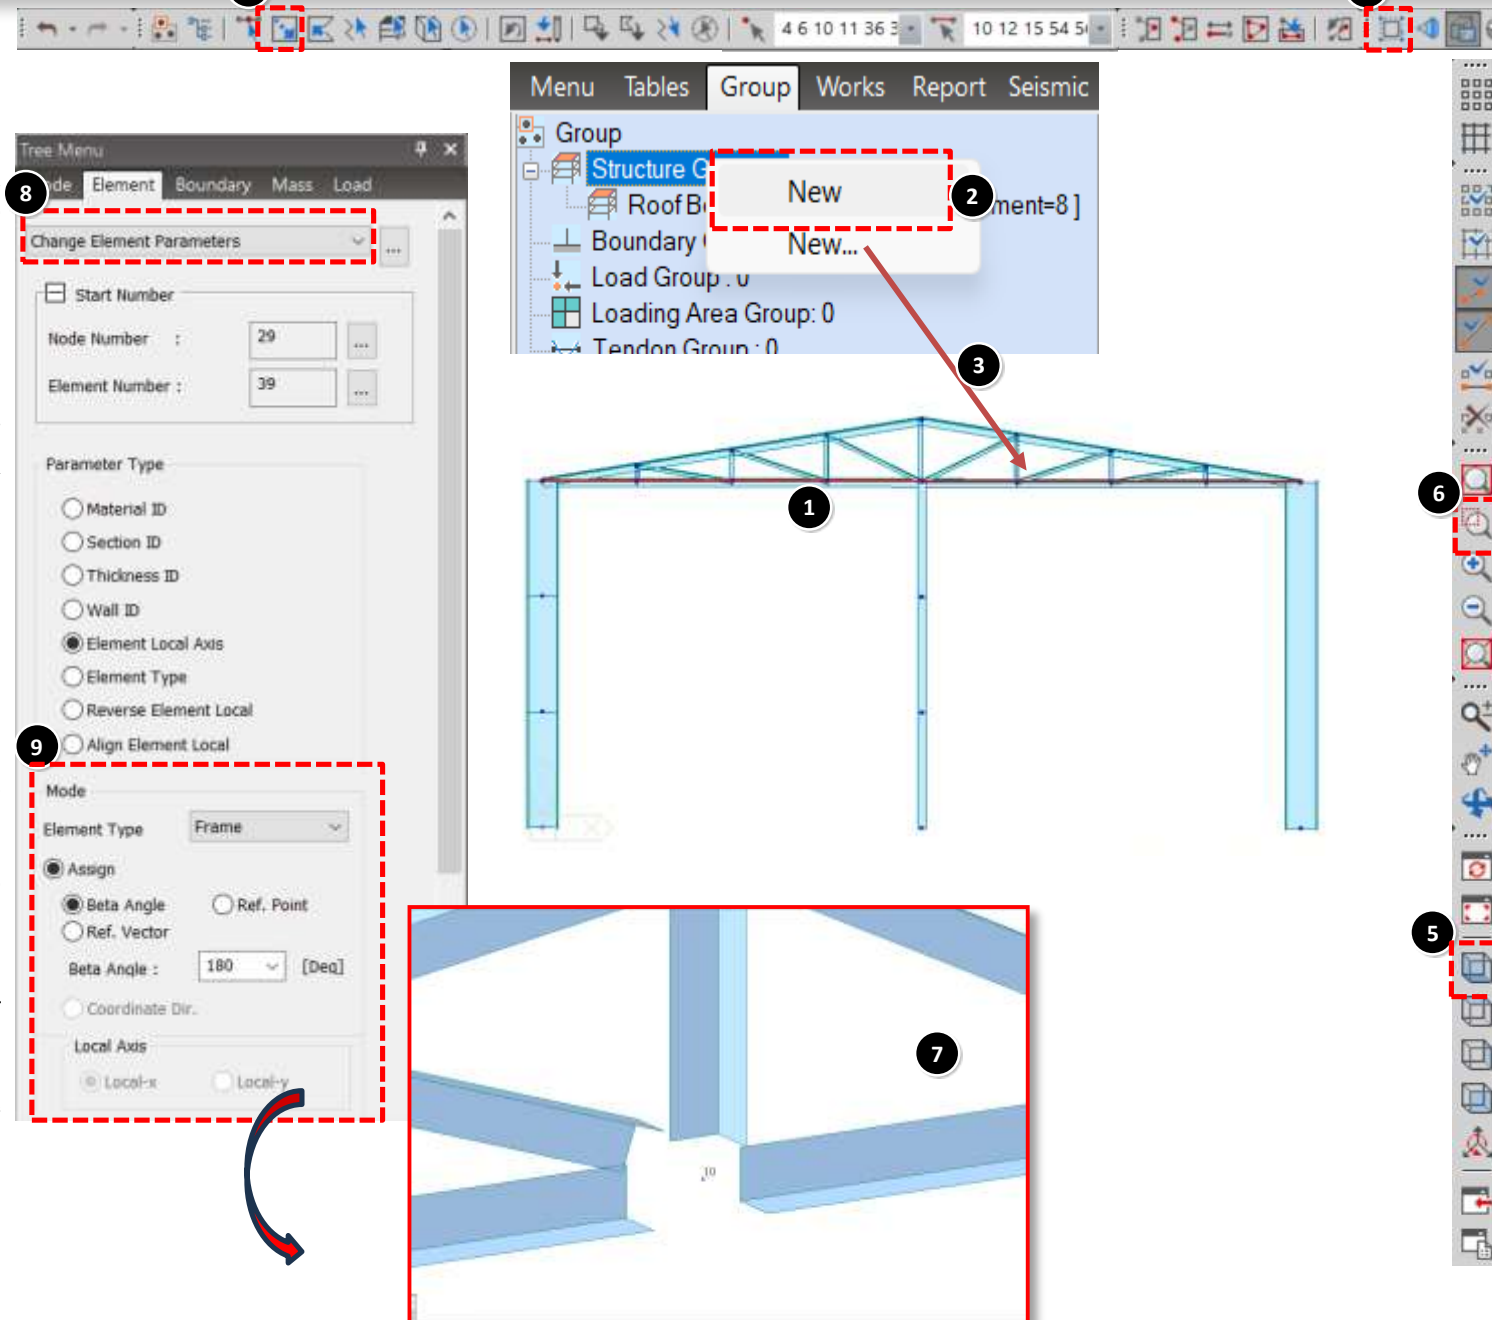 4 6 10 11 36 3
10 12 15 54 5
Menu Tables Group Works Report Seismic
Group
Structure G
New
2
Roof B
ment=8 ]
Boundary
New...
Load Group : 0
Loading Area Group: 0
Tendon Group : 0
3
1
Tree Menu
8
de Element Boundary Mass Load
Change Element Parameters
...
Start Number
Node Number : 29 ...
Element Number : 39 ...
Parameter Type
Material ID
Section ID
Thickness ID
Wall ID
Element Local Axis
Element Type
Reverse Element Local
9
Align Element Local
Mode
Element Type Frame
Assign
Beta Angle Ref. Point
Ref. Vector
Beta Angle : 180 [Deg]
Coordinate Dir.
Local Axis
Local-x Local-y
6
5
7
10